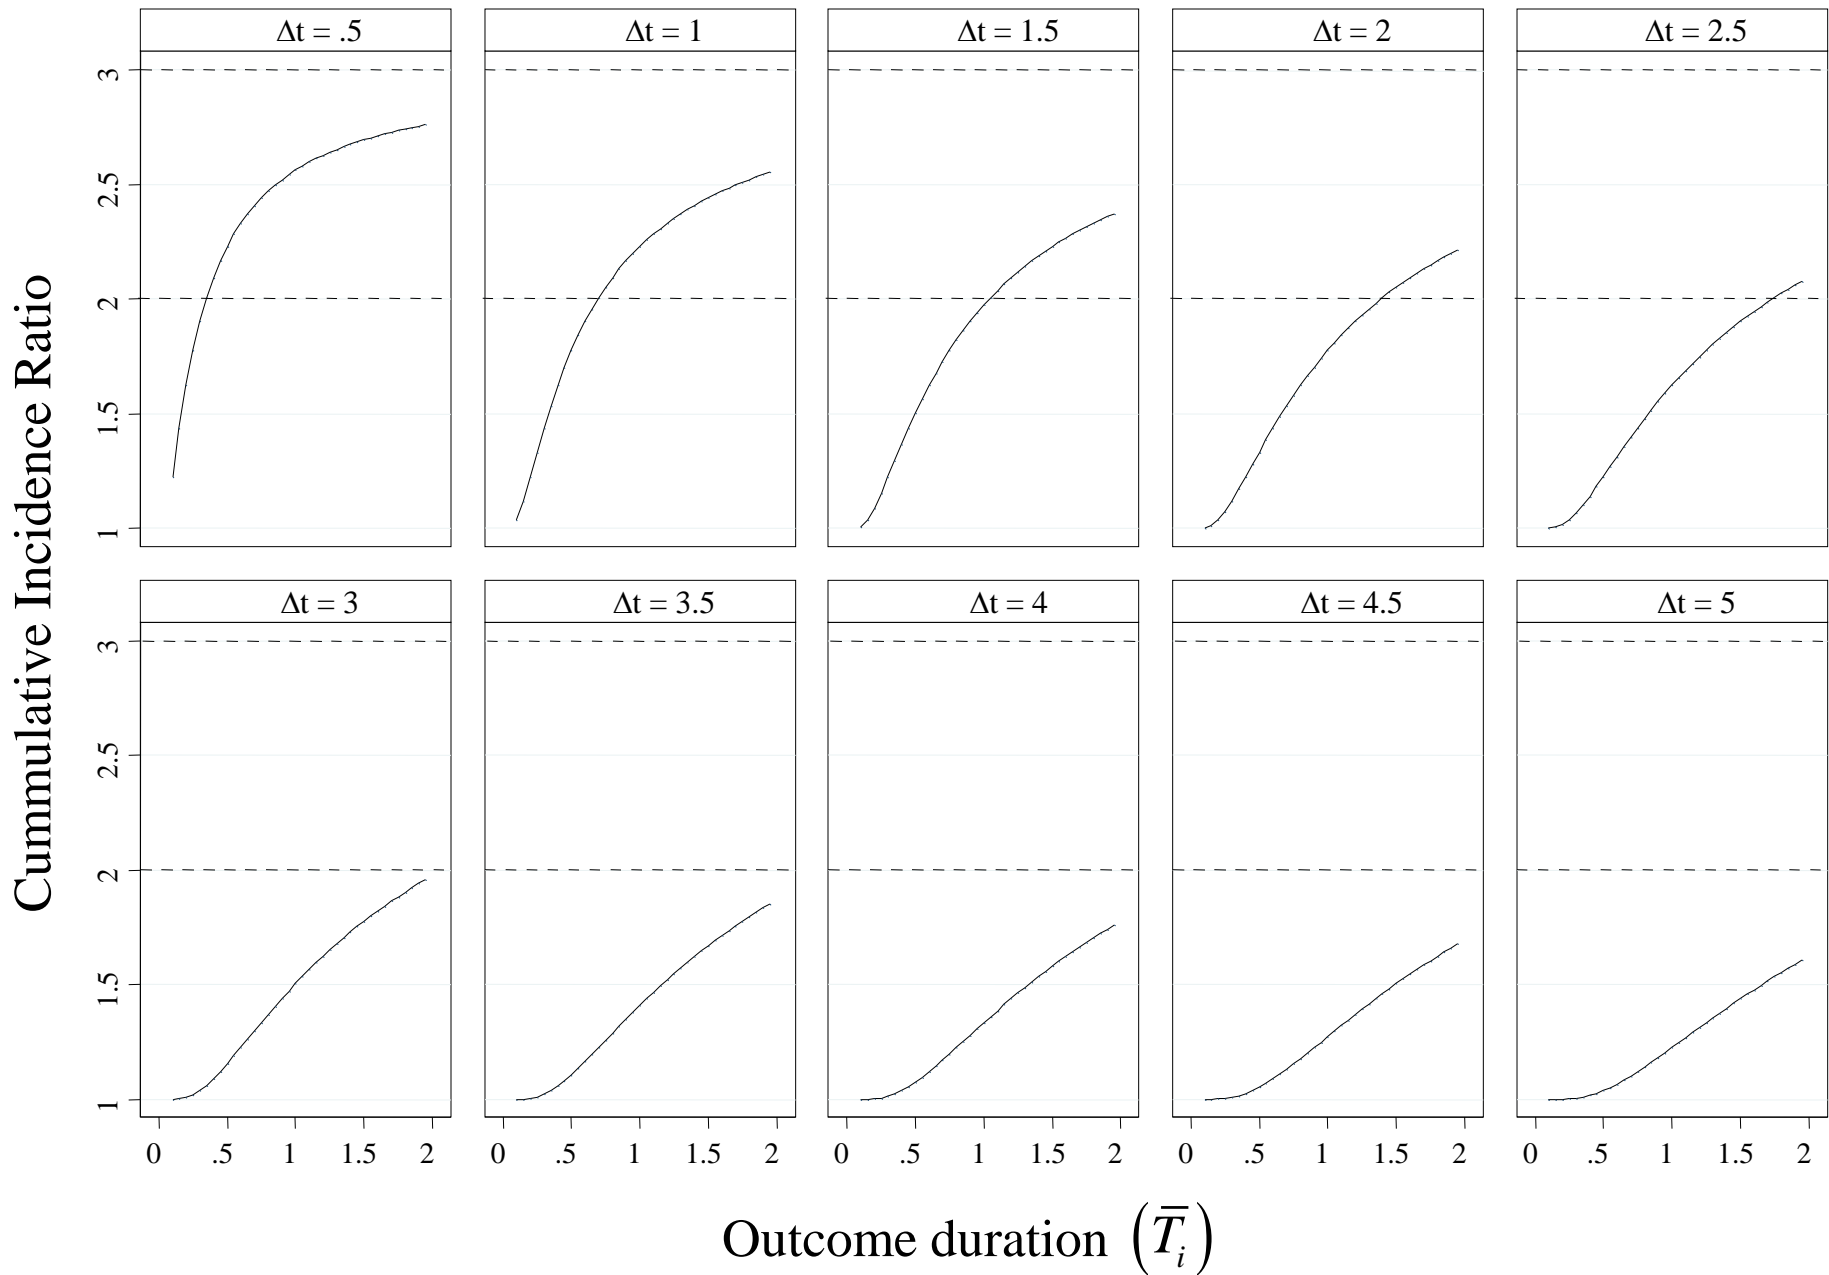 Cummulative Incidence Ratio
Δt = .5
Δt = 1
Δt = 1.5
Δt = 2
Δt = 2.5
3
2.5
2
1.5
1
Δt = 3
Δt = 3.5
Δt = 4
Δt = 4.5
Δt = 5
3
2.5
2
1.5
1
0 .5 1 1.5 2
0 .5 1 1.5 2
0 .5 1 1.5 2
0 .5 1 1.5 2
0 .5 1 1.5 2
Outcome duration (T̅ᵢ)